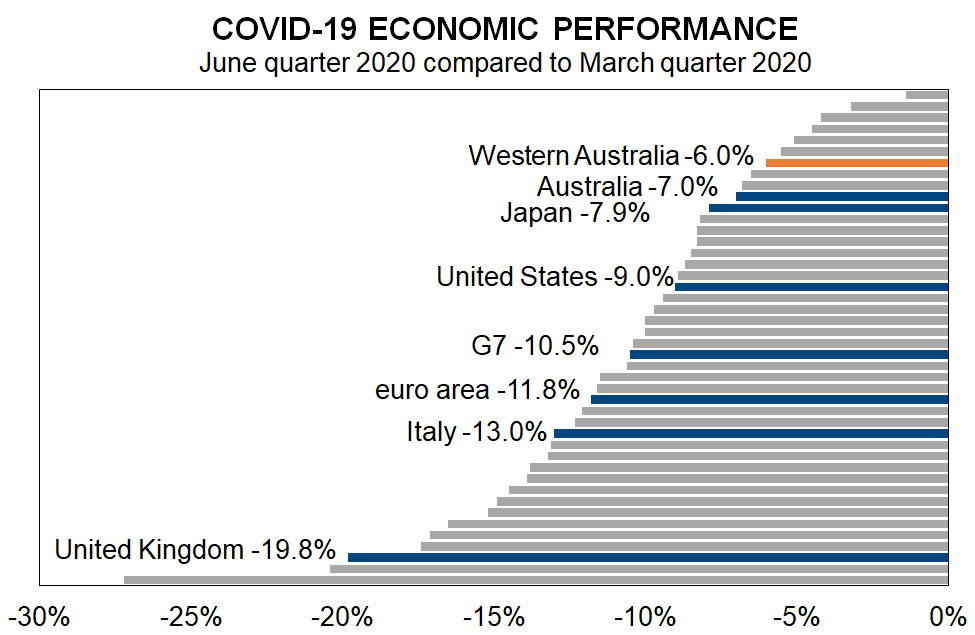 COVID-19 ECONOMIC PERFORMANCE
June quarter 2020 compared to March quarter 2020
Western Australia -6.0%
Australia -7.0%
Japan -7.9%
United States -9.0%
G7 -10.5%
euro area -11.8%
Italy -13.0%
United Kingdom -19.8%
-30% -25% -20% -15% -10% -5% 0%